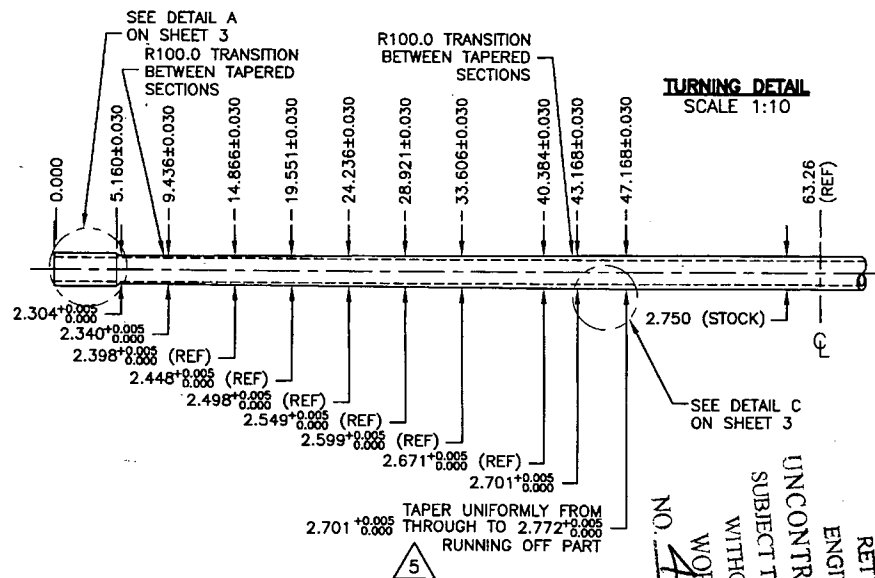 SEE DETAIL A
ON SHEET 3
R100.0 TRANSITION
BETWEEN TAPERED
SECTIONS
R100.0 TRANSITION
BETWEEN TAPERED
SECTIONS
TURNING DETAIL
SCALE 1:10
0.000
5.160±0.030
9.436±0.030
14.866±0.030
19.551±0.030
24.236±0.030
28.921±0.030
33.606±0.030
40.384±0.030
43.168±0.030
47.168±0.030
63.26
(REF)
2.304 +0.005 0.000
2.340 +0.005 0.000
2.398 +0.005 0.000 (REF)
2.448 +0.005 0.000 (REF)
2.498 +0.005 0.000 (REF)
2.549 +0.005 0.000 (REF)
2.599 +0.005 0.000 (REF)
2.671 +0.005 0.000 (REF)
2.701 +0.005 0.000
2.750 (STOCK)
℄
SEE DETAIL C
ON SHEET 3
TAPER UNIFORMLY FROM
2.701 +0.005 0.000 THROUGH TO 2.772 +0.005 0.000
RUNNING OFF PART
5
RET
ENGI
UNCONTR
SUBJECT T
WITHO
WO
NO.